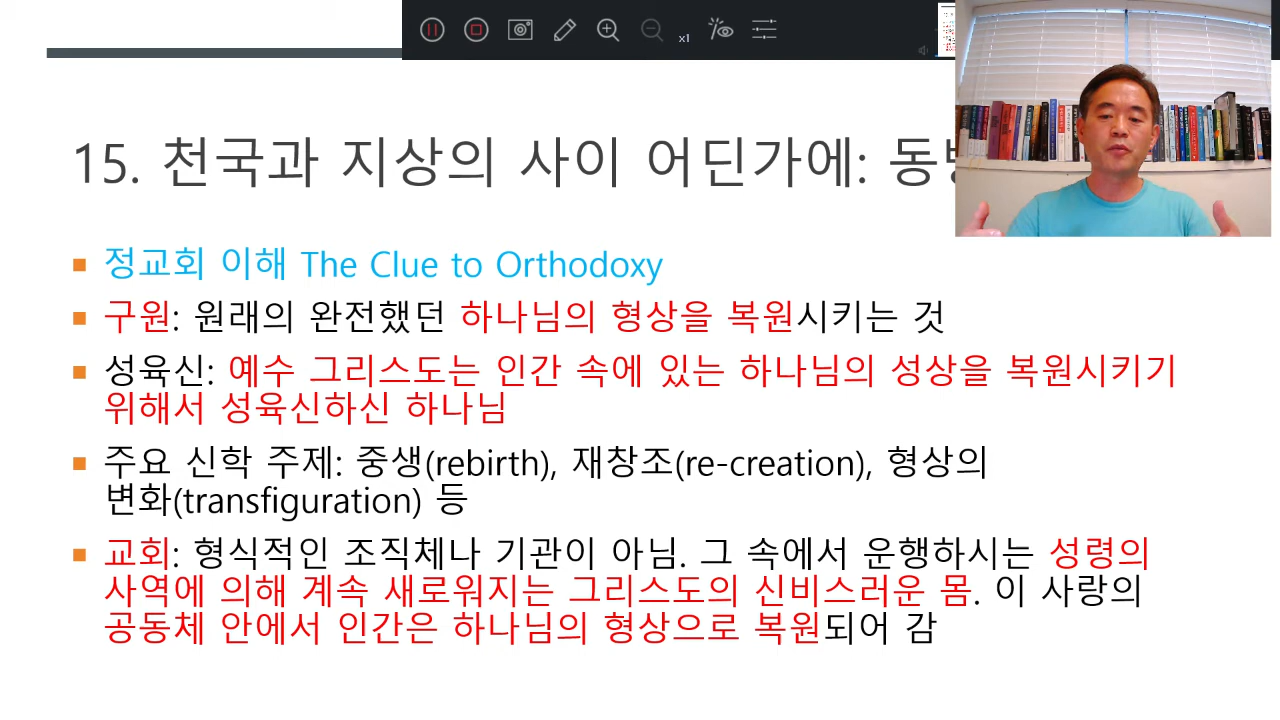 x1
15. 천국과 지상의 사이 어딘가에:
정교회 이해 The Clue to Orthodoxy
구원: 원래의 완전했던 하나님의 형상을 복원시키는 것
성육신: 예수 그리스도는 인간 속에 있는 하나님의 성상을 복원시키기
위해서 성육신하신 하나님
주요 신학 주제: 중생(rebirth), 재창조(re-creation), 형상의
변화(transfiguration) 등
교회: 형식적인 조직체나 기관이 아님. 그 속에서 운행하시는 성령의
사역에 의해 계속 새로워지는 그리스도의 신비스러운 몸. 이 사랑의
공동체 안에서 인간은 하나님의 형상으로 복원되어 감